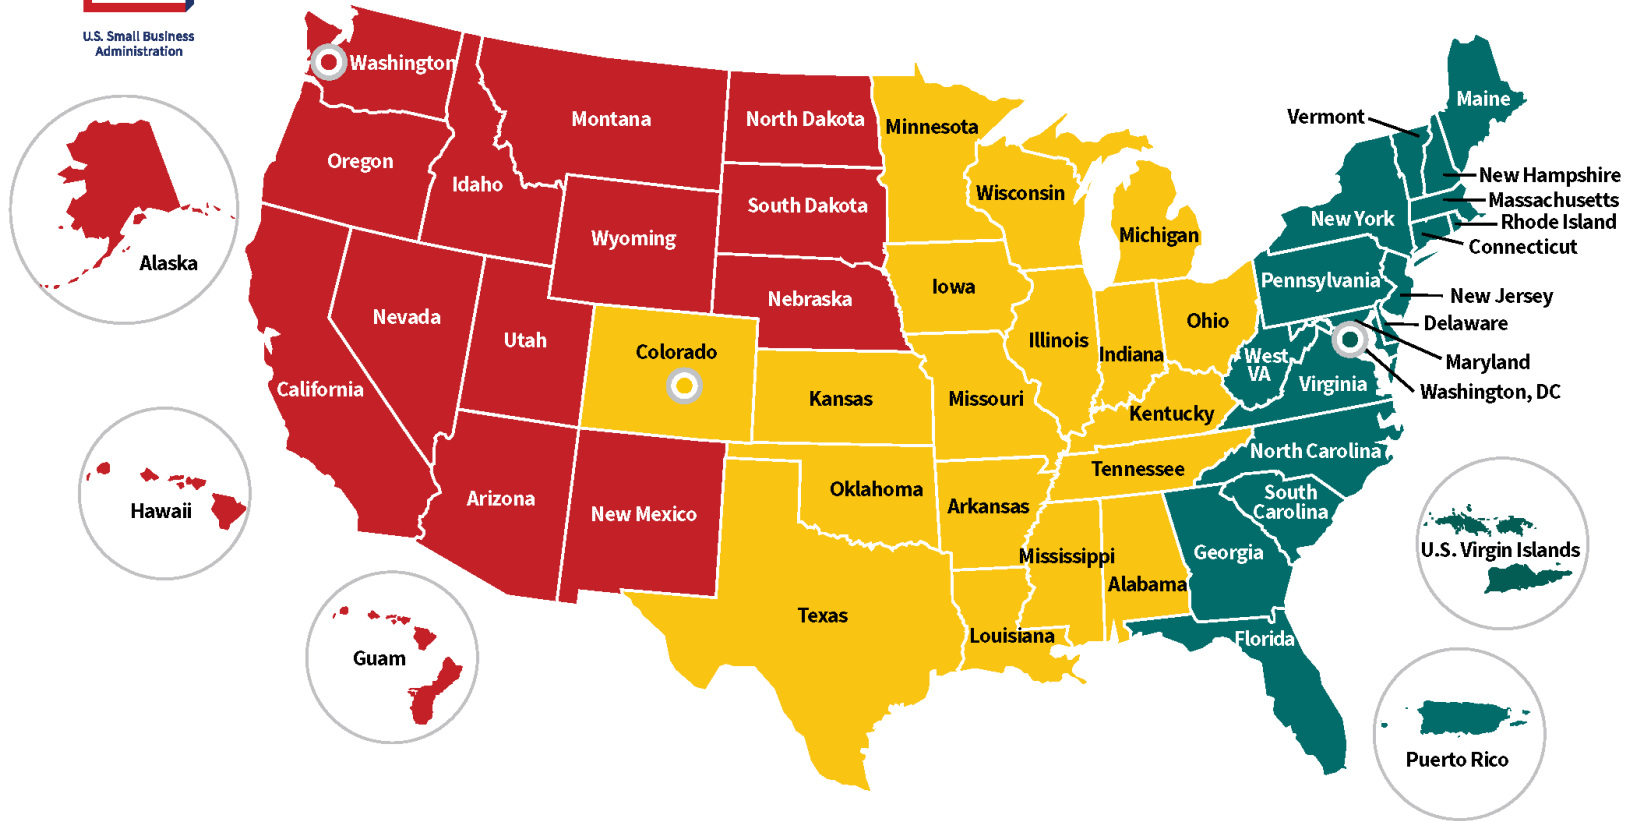 U.S. Small Business
Administration
Washington
Montana
North Dakota
Minnesota
Maine
Vermont
Oregon
Idaho
Wisconsin
New Hampshire
Massachusetts
South Dakota
New York
Rhode Island
Wyoming
Michigan
Connecticut
Alaska
Iowa
Pennsylvania
Nebraska
New Jersey
Nevada
Ohio
Delaware
Utah
Colorado
Illinois
Indiana
West
VA
Maryland
California
Kansas
Missouri
Kentucky
Virginia
Washington, DC
North Carolina
Tennessee
Arizona
Oklahoma
South
Carolina
Hawaii
New Mexico
Arkansas
Georgia
U.S. Virgin Islands
Mississippi
Alabama
Texas
Louisiana
Florida
Guam
Puerto Rico